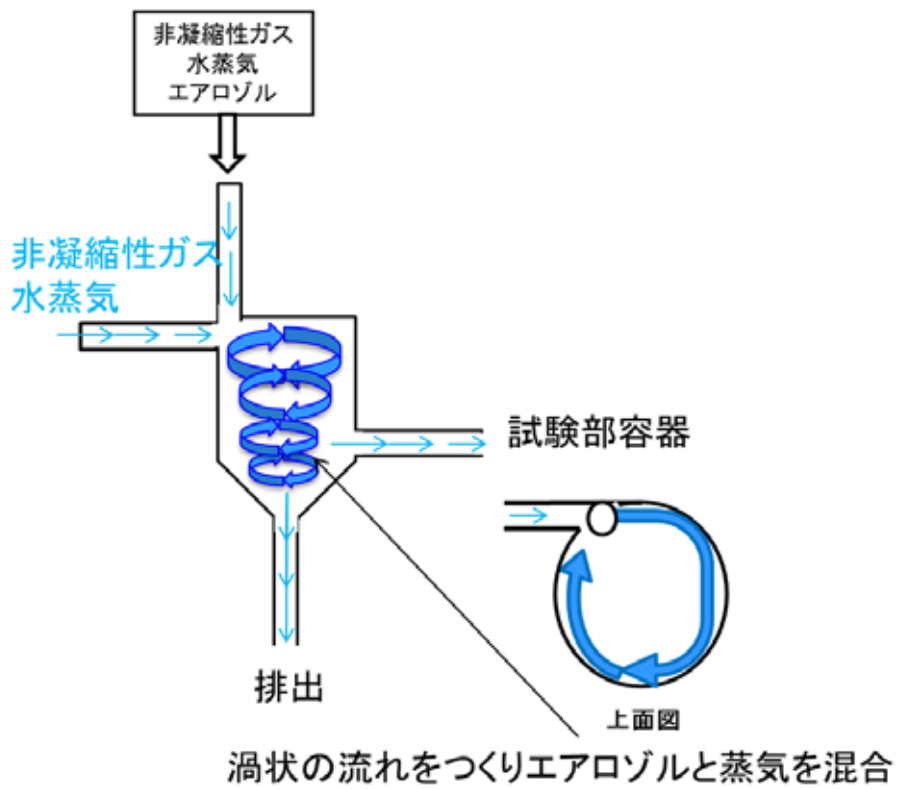 非凝縮性ガス
水蒸気
エアロゾル
非凝縮性ガス
水蒸気
試験部容器
排出
上面図
渦状の流れをつくりエアロゾルと蒸気を混合